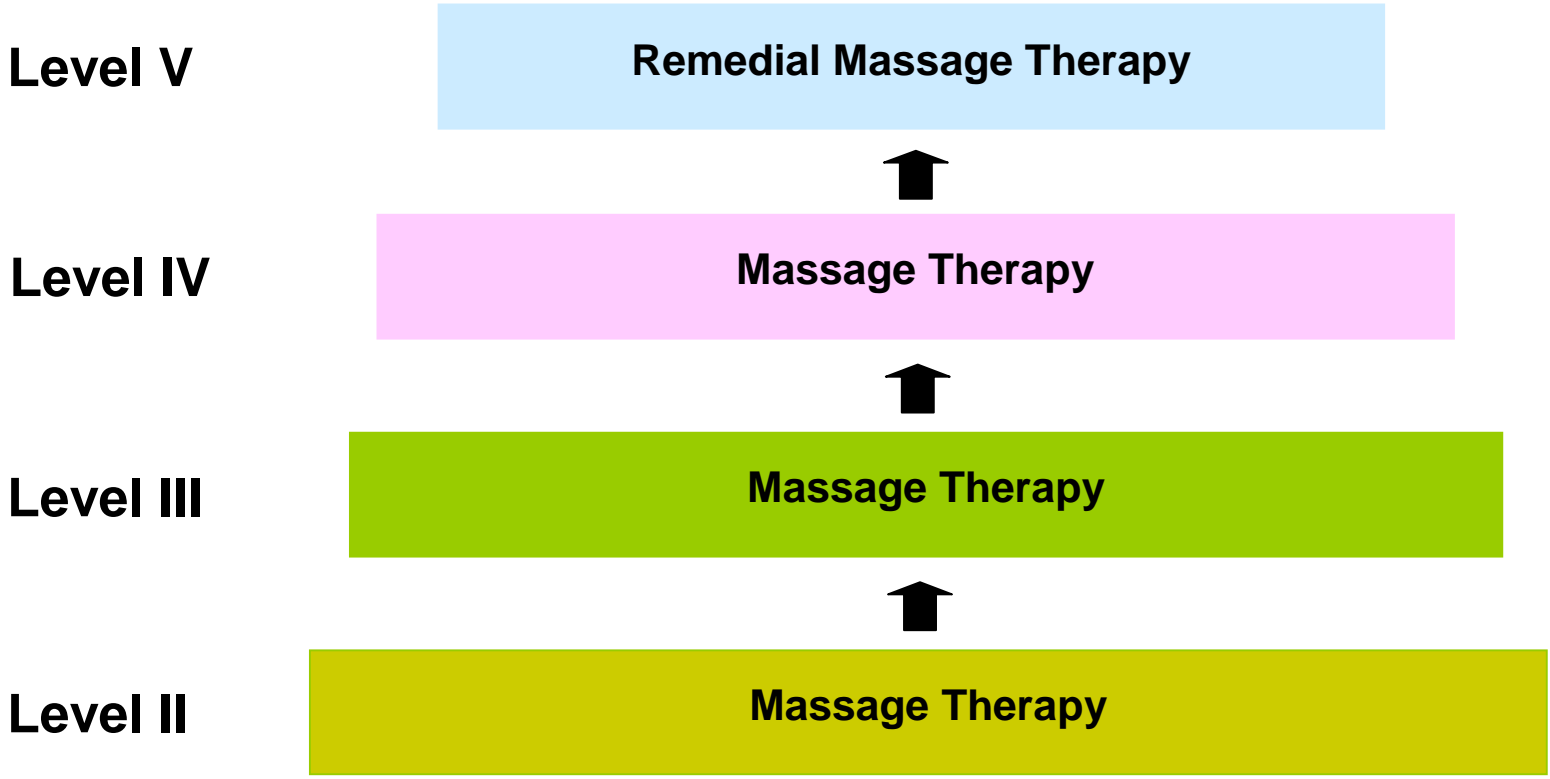 Level V
Remedial Massage Therapy
Level IV
Massage Therapy
Level III
Massage Therapy
Level II
Massage Therapy